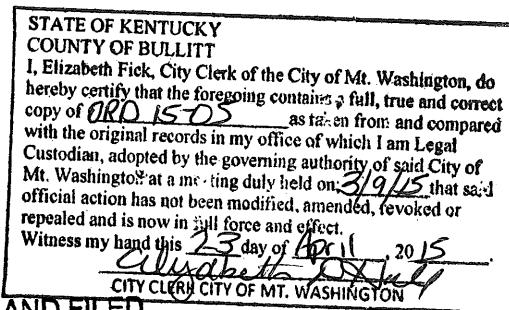 STATE OF KENTUCKY
COUNTY OF BULLITT
I, Elizabeth Fick, City Clerk of the City of Mt. Washington, do
hereby certify that the foregoing contains a full, true and correct
copy of ORD 15-05 as taken from and compared
with the original records in my office of which I am Legal
Custodian, adopted by the governing authority of said City of
Mt. Washington at a meeting duly held on 3/9/15 that said
official action has not been modified, amended, revoked or
repealed and is now in full force and effect.
Witness my hand this 23 day of April, 2015.
Elizabeth
CITY CLERK CITY OF MT. WASHINGTON
AND FILED